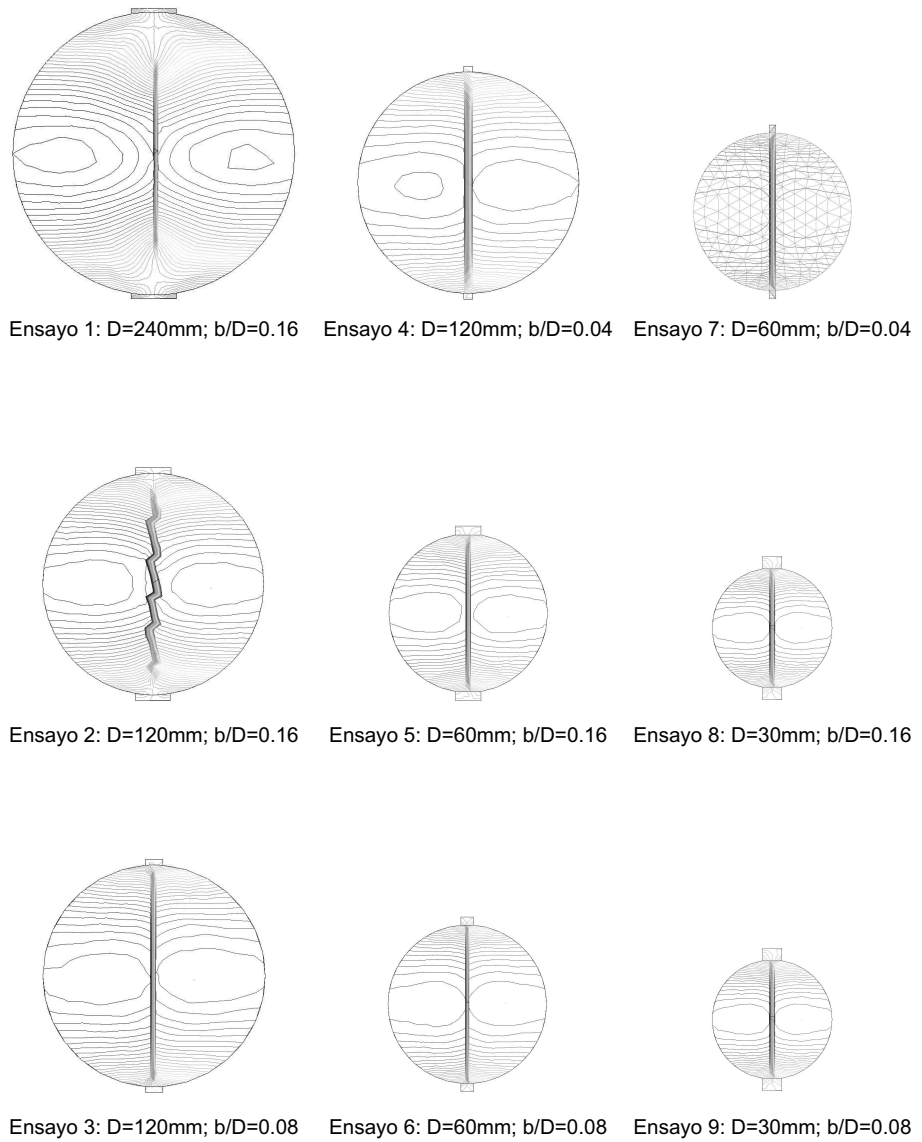 Ensayo 1: D=240mm; b/D=0.16
Ensayo 4: D=120mm; b/D=0.04
Ensayo 7: D=60mm; b/D=0.04
Ensayo 2: D=120mm; b/D=0.16
Ensayo 5: D=60mm; b/D=0.16
Ensayo 8: D=30mm; b/D=0.16
Ensayo 3: D=120mm; b/D=0.08
Ensayo 6: D=60mm; b/D=0.08
Ensayo 9: D=30mm; b/D=0.08